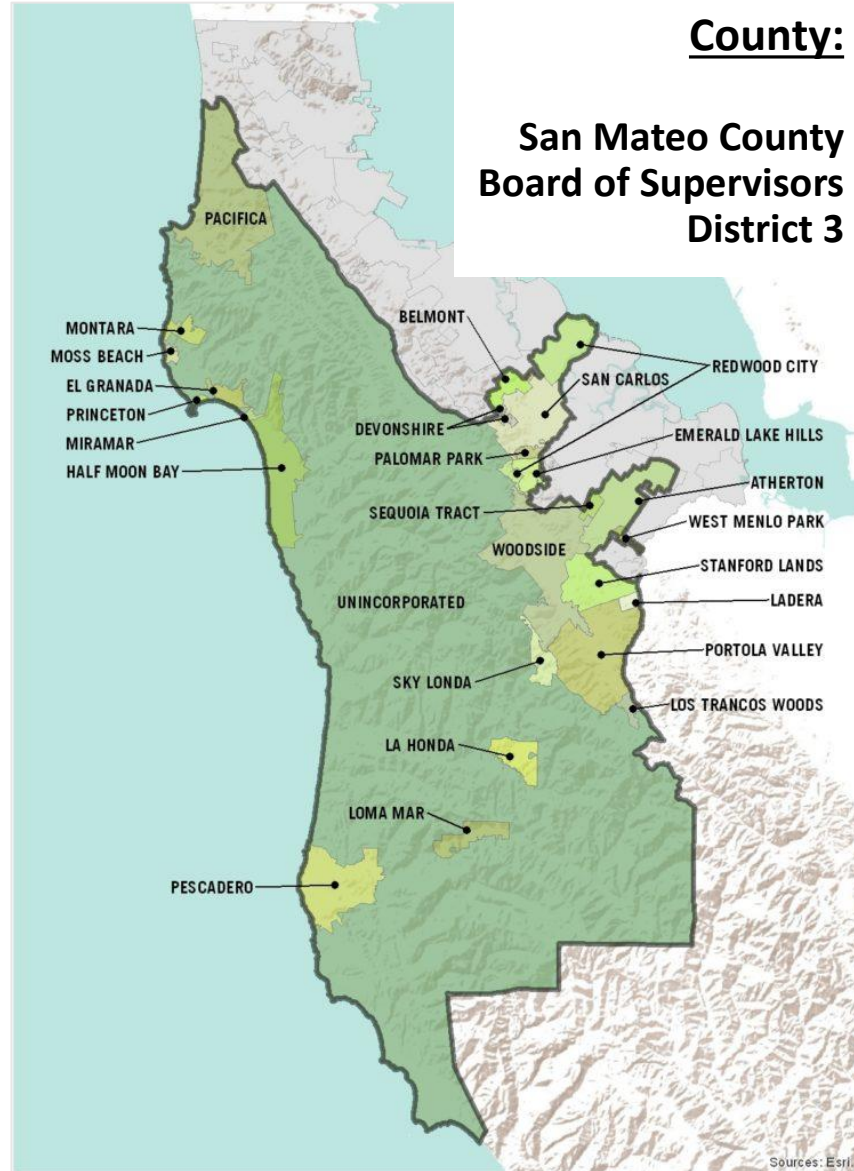 County:
San Mateo County
Board of Supervisors
District 3
PACIFICA
MONTARA
MOSS BEACH
EL GRANADA
PRINCETON
MIRAMAR
HALF MOON BAY
BELMONT
SAN CARLOS
REDWOOD CITY
DEVONSHIRE
EMERALD LAKE HILLS
PALOMAR PARK
ATHERTON
SEQUOIA TRACT
WEST MENLO PARK
WOODSIDE
STANFORD LANDS
UNINCORPORATED
LADERA
PORTOLA VALLEY
SKY LONDA
LOS TRANCOS WOODS
LA HONDA
LOMA MAR
PESCADERO
Sources: Esri,